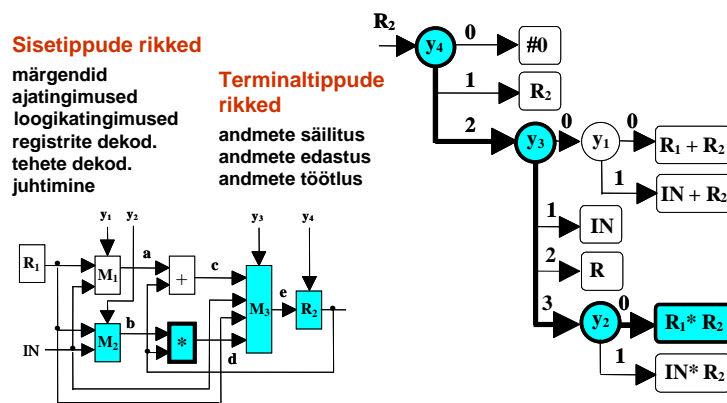 Sisetippude rikked
märgendid
ajatingimused
loogikatingimused
registrite dekod.
tehete dekod.
juhtimine
Terminaltippude
rikked
andmete säilitus
andmete edastus
andmete töötlus
R₂
y₄
0
#0
1
R₂
2
y₃
0
y₁
0
R₁ + R₂
1
IN + R₂
1
IN
2
R
3
y₂
0
R₁* R₂
1
IN* R₂
y₁
y₂
y₃
y₄
R₁
M₁
a
+
c
M₃
e
R₂
IN
M₂
b
*
d